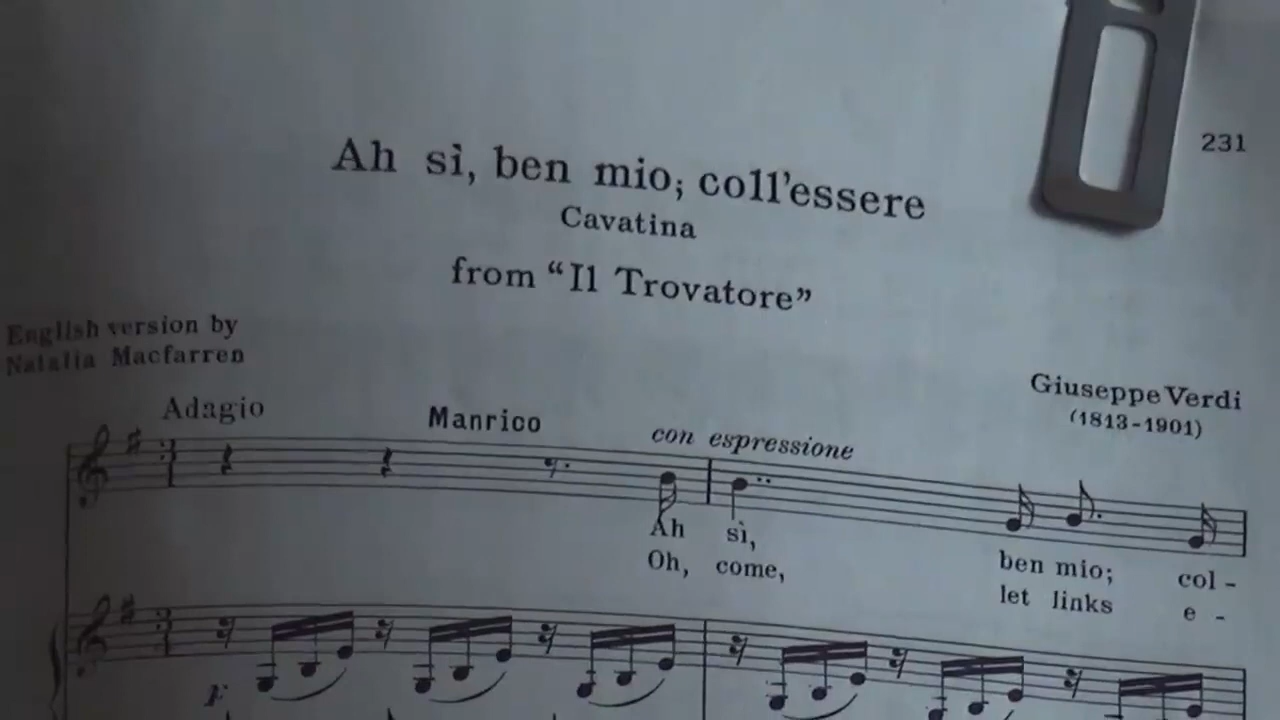 231
Ah sì, ben mio; coll'essere
Cavatina
from “Il Trovatore”
English version by
Natalia Macfarren
Giuseppe Verdi
(1813-1901)
Adagio
Manrico
con espressione
Ah sì, ben mio; col -
Oh, come, let links e -
p